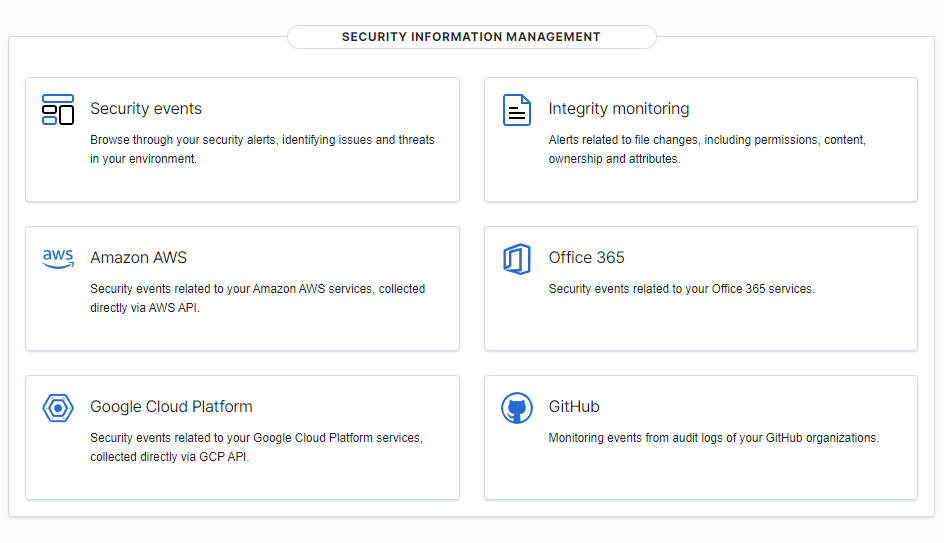 SECURITY INFORMATION MANAGEMENT
Security events
Browse through your security alerts, identifying issues and threats
in your environment.
Integrity monitoring
Alerts related to file changes, including permissions, content,
ownership and attributes.
aws
Amazon AWS
Security events related to your Amazon AWS services, collected
directly via AWS API.
Office 365
Security events related to your Office 365 services.
Google Cloud Platform
Security events related to your Google Cloud Platform services,
collected directly via GCP API.
GitHub
Monitoring events from audit logs of your GitHub organizations.